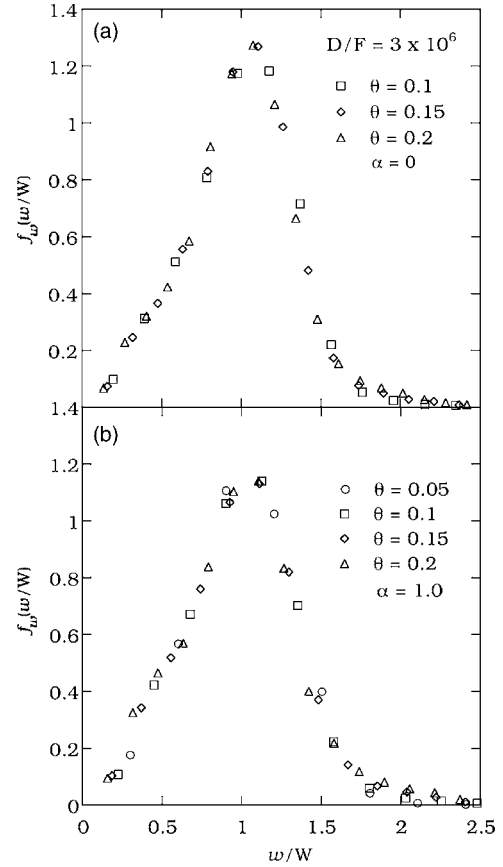 1.4
(a)
D/F = 3 x 10⁶
1.2
θ = 0.1
1
θ = 0.15
θ = 0.2
0.8
α = 0
f_w(w/W)
0.6
0.4
0.2
1.4
(b)
1.2
θ = 0.05
θ = 0.1
1
θ = 0.15
θ = 0.2
0.8
α = 1.0
f_w(w/W)
0.6
0.4
0.2
0
0 0.5 1 1.5 2 2.5
w/W